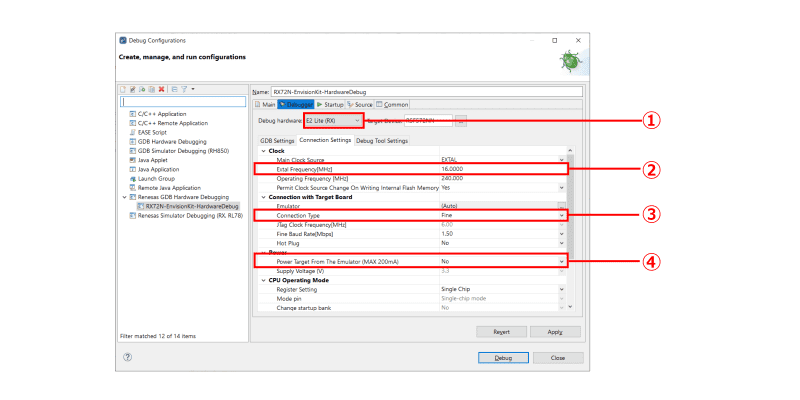 Debug Configurations
Create, manage, and run configurations
C/C++ Application
C/C++ Remote Application
EASE Script
GDB Hardware Debugging
GDB Simulator Debugging (RH850)
Java Applet
Java Application
Launch Group
Remote Java Application
Renesas GDB Hardware Debugging
RX72N-EnvisionKit-HardwareDebug
Renesas Simulator Debugging (RX, RL78)
Filter matched 12 of 14 items
Name: RX72N-EnvisionKit-HardwareDebug
Main Debugger Startup Source Common
Debug hardware: E2 Lite (RX) Target Device: R5F572NN ...
①
GDB Settings Connection Settings Debug Tool Settings
Clock
Main Clock Source EXTAL
Extal Frequency[MHz] 16.0000
②
Operating Frequency [MHz] 240.000
Permit Clock Source Change On Writing Internal Flash Memory Yes
Connection with Target Board
Emulator (Auto)
Connection Type Fine
③
JTag Clock Frequency[MHz] 6.00
Fine Baud Rate[Mbps] 1.50
Hot Plug No
Power
Power Target From The Emulator (MAX 200mA) No
④
Supply Voltage (V) 3.3
CPU Operating Mode
Register Setting Single Chip
Mode pin Single-chip mode
Change startup bank No
Revert Apply
Debug Close